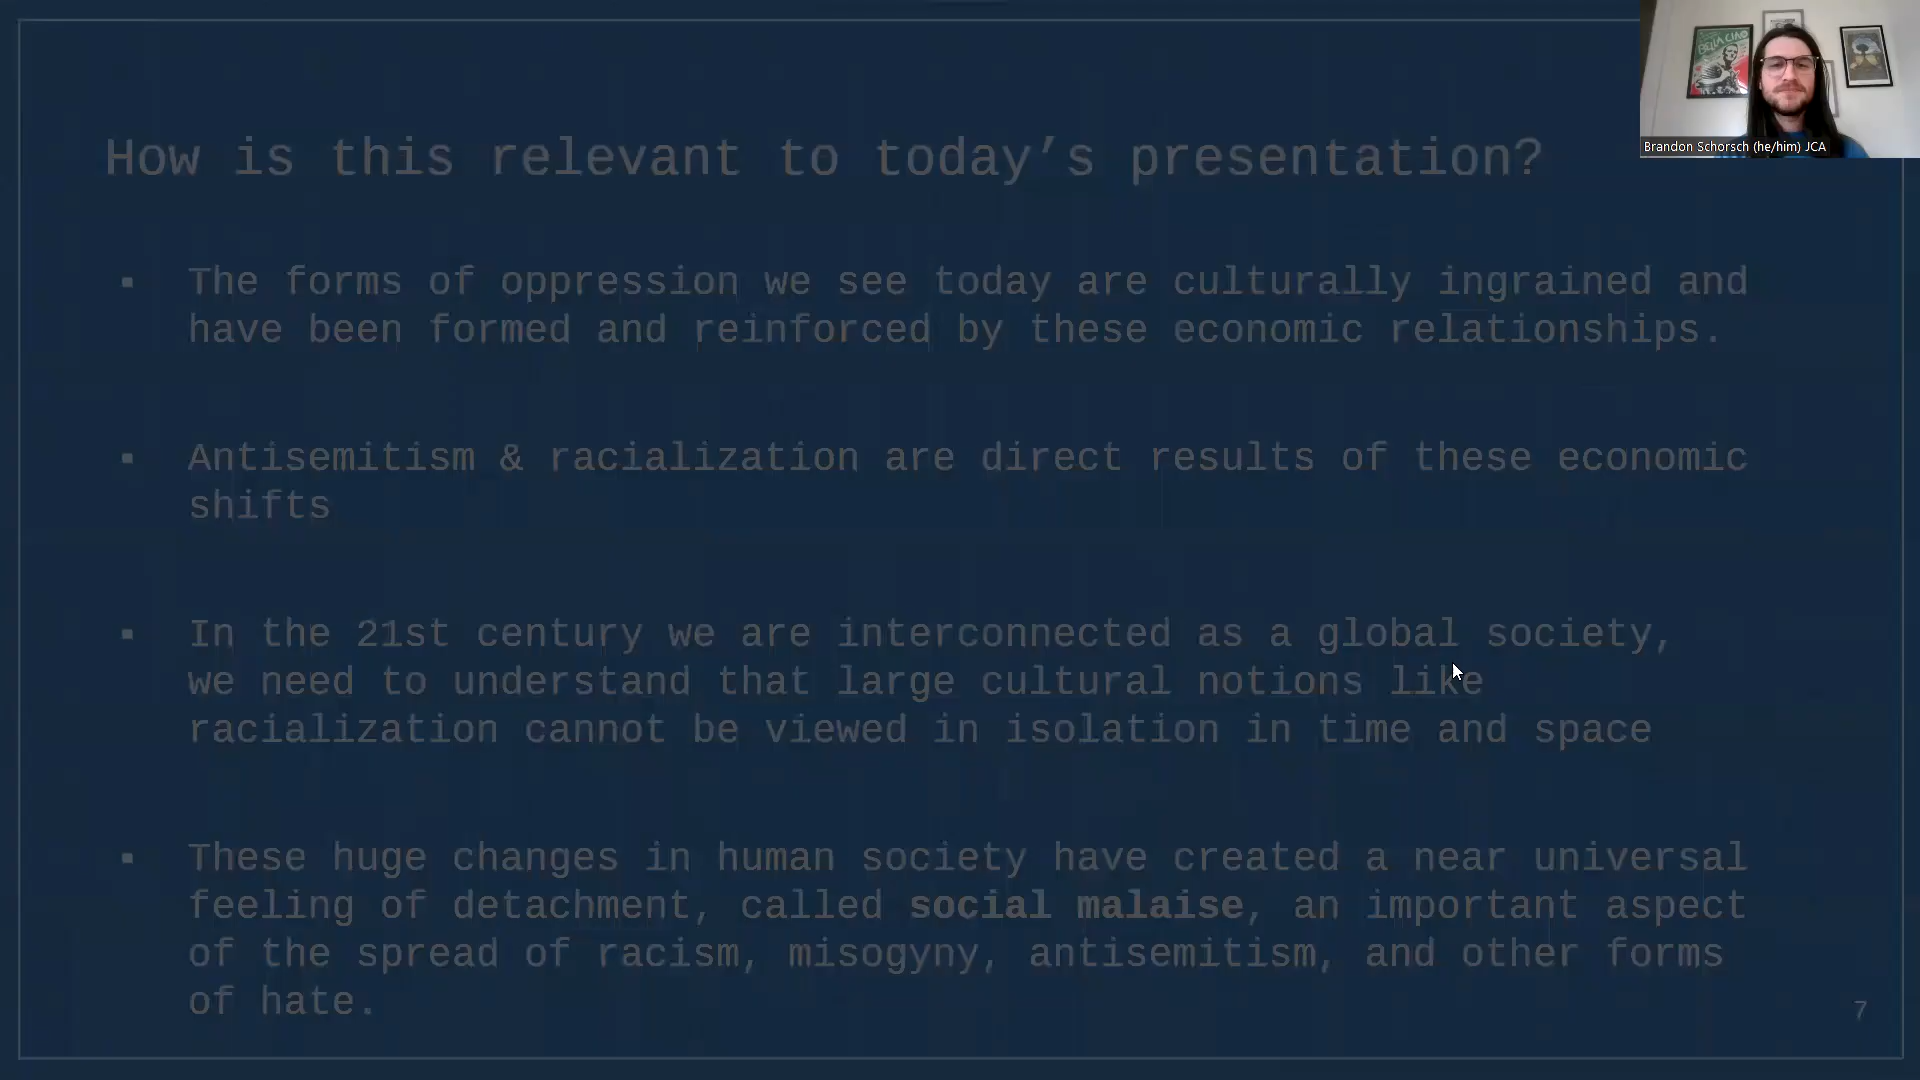 How is this relevant to today’s presentation?
▪ The forms of oppression we see today are culturally ingrained and
have been formed and reinforced by these economic relationships.
▪ Antisemitism & racialization are direct results of these economic
shifts
▪ In the 21st century we are interconnected as a global society,
we need to understand that large cultural notions like
racialization cannot be viewed in isolation in time and space
▪ These huge changes in human society have created a near universal
feeling of detachment, called social malaise, an important aspect
of the spread of racism, misogyny, antisemitism, and other forms
of hate.
7
BELLA CIAO
Brandon Schorsch (he/him) JCA